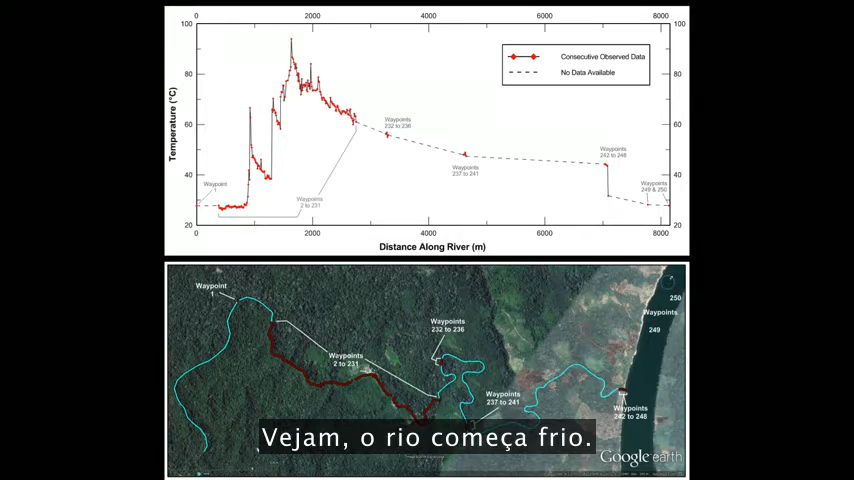 0
2000
4000
6000
8000
100
100
80
80
60
60
40
40
20
20
Temperature (°C)
Consecutive Observed Data
No Data Available
Waypoint
1
Waypoints
2 to 231
Waypoints
232 to 236
Waypoints
237 to 241
Waypoints
242 to 248
Waypoints
249 & 250
0
2000
4000
6000
8000
Distance Along River (m)
Waypoint
1
Waypoints
2 to 231
Waypoints
232 to 236
Waypoints
237 to 241
Waypoints
242 to 248
250
Waypoints
249
Vejam, o rio começa frio.
Google earth